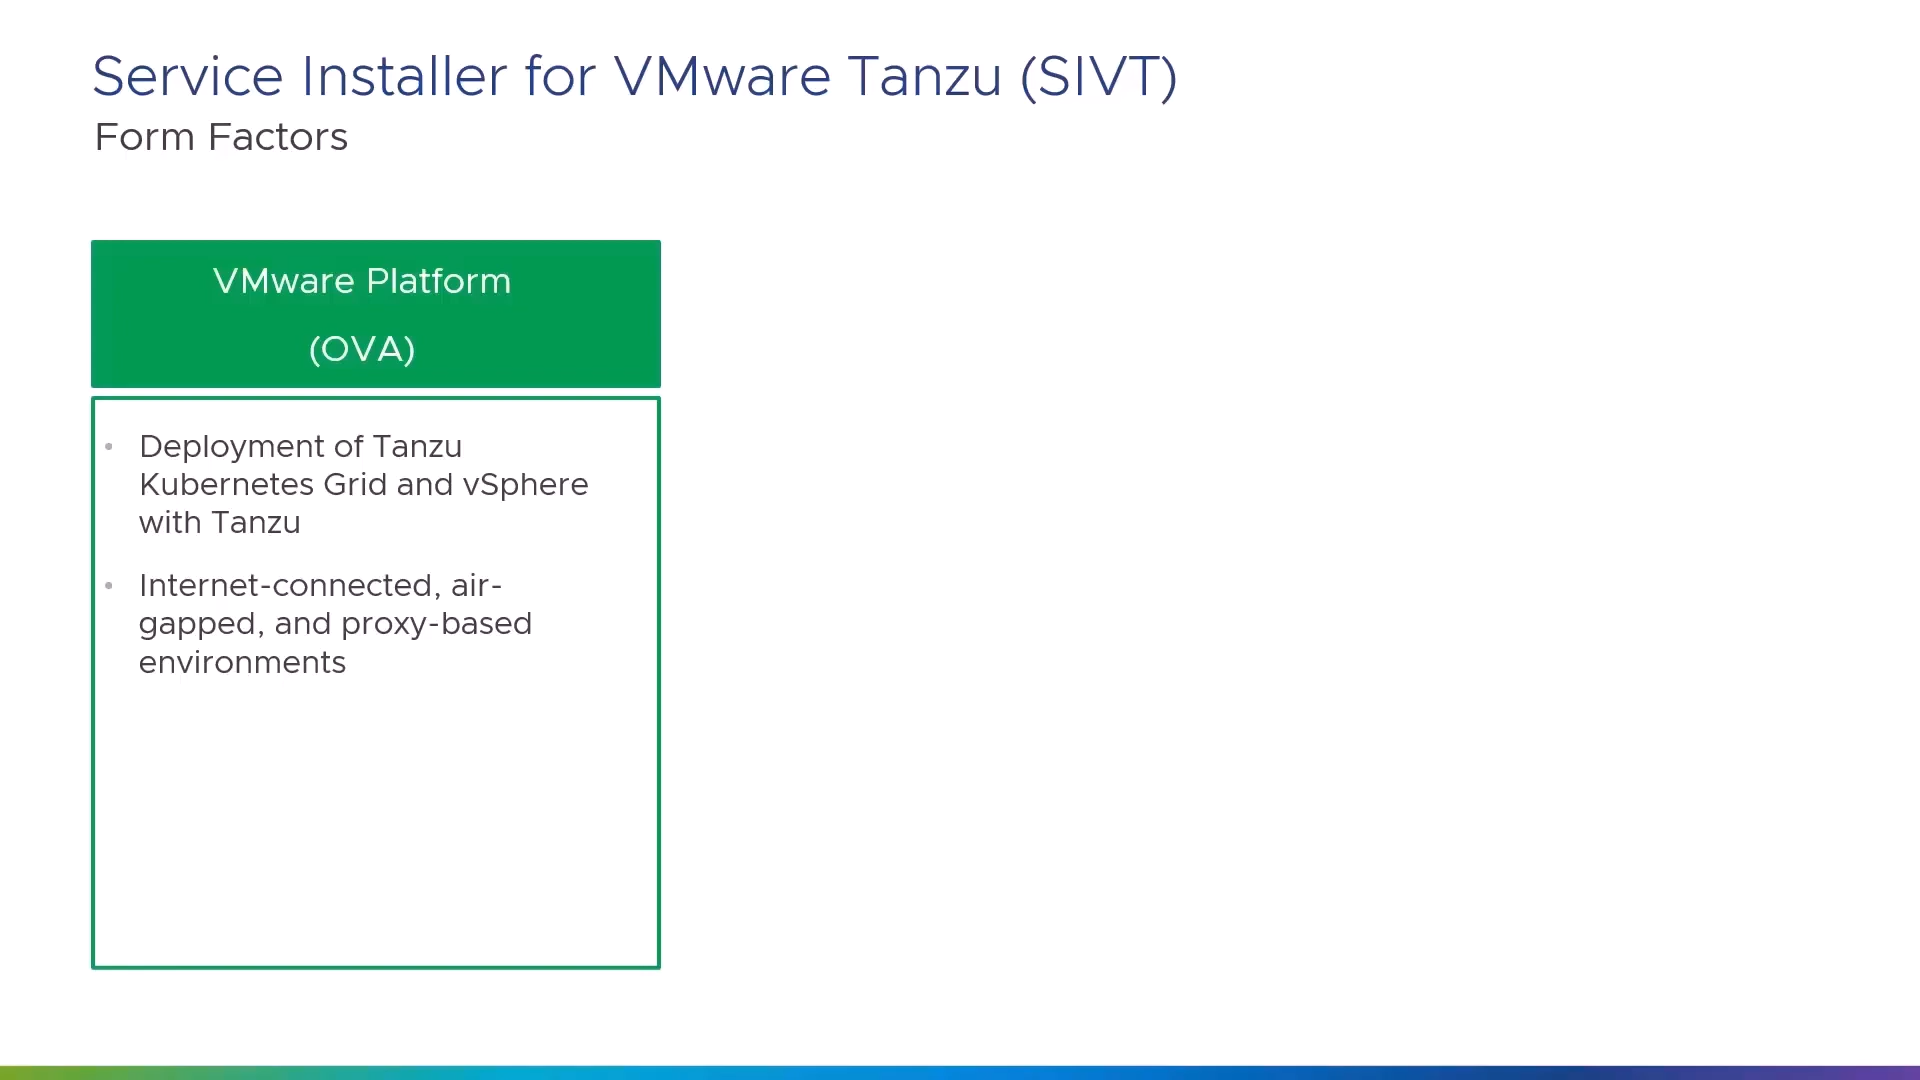 Service Installer for VMware Tanzu (SIVT)
Form Factors
VMware Platform
(OVA)
• Deployment of Tanzu
Kubernetes Grid and vSphere
with Tanzu
• Internet-connected, air-
gapped, and proxy-based
environments